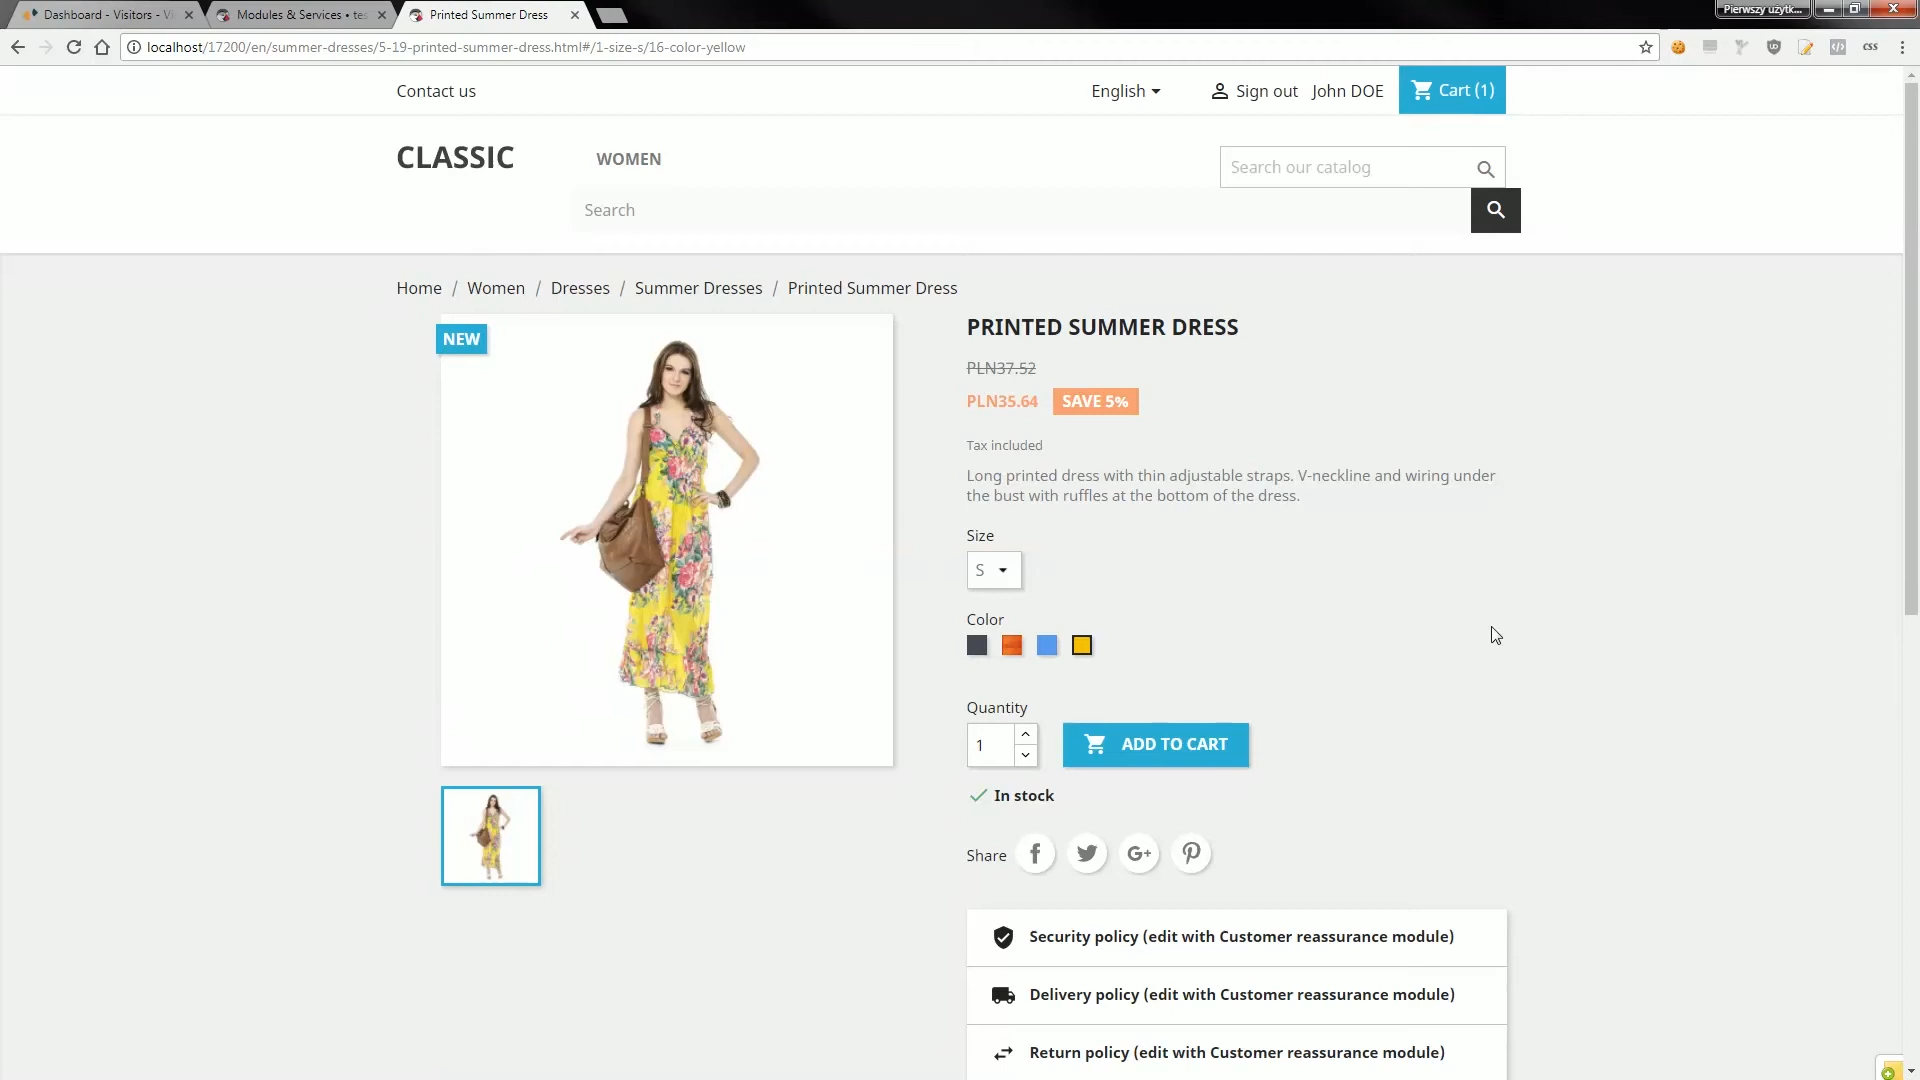 Dashboard - Visitors - Vi
Modules & Services • tes
Printed Summer Dress
Pierwszy użytk...
localhost/17200/en/summer-dresses/5-19-printed-summer-dress.html#/1-size-s/16-color-yellow
css
Contact us
English
Sign out
John DOE
Cart (1)
CLASSIC
WOMEN
Search our catalog
Search
Home / Women / Dresses / Summer Dresses / Printed Summer Dress
NEW
PRINTED SUMMER DRESS
PLN37.52
PLN35.64
SAVE 5%
Tax included
Long printed dress with thin adjustable straps. V-neckline and wiring under
the bust with ruffles at the bottom of the dress.
Size
S
Color
Quantity
1
ADD TO CART
In stock
Share
G+
Security policy (edit with Customer reassurance module)
Delivery policy (edit with Customer reassurance module)
Return policy (edit with Customer reassurance module)